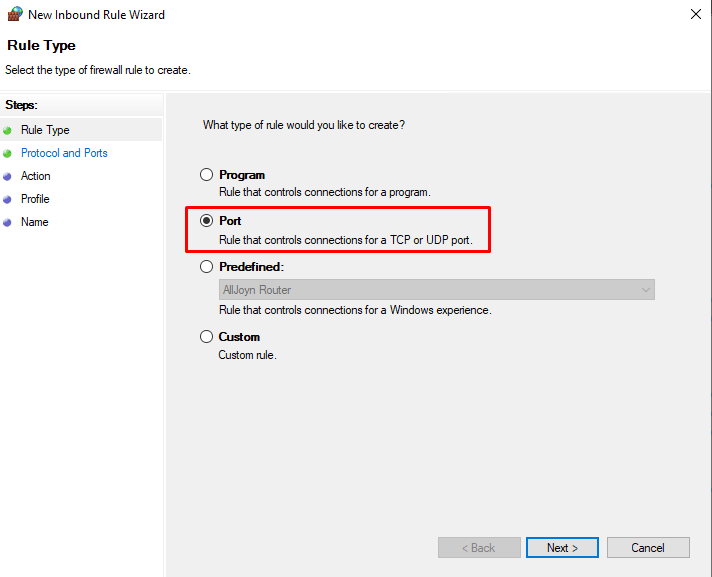 New Inbound Rule Wizard
Rule Type
Select the type of firewall rule to create.
Steps:
Rule Type
Protocol and Ports
Action
Profile
Name
What type of rule would you like to create?
Program
Rule that controls connections for a program.
Port
Rule that controls connections for a TCP or UDP port.
Predefined:
AllJoyn Router
Rule that controls connections for a Windows experience.
Custom
Custom rule.
< Back
Next >
Cancel